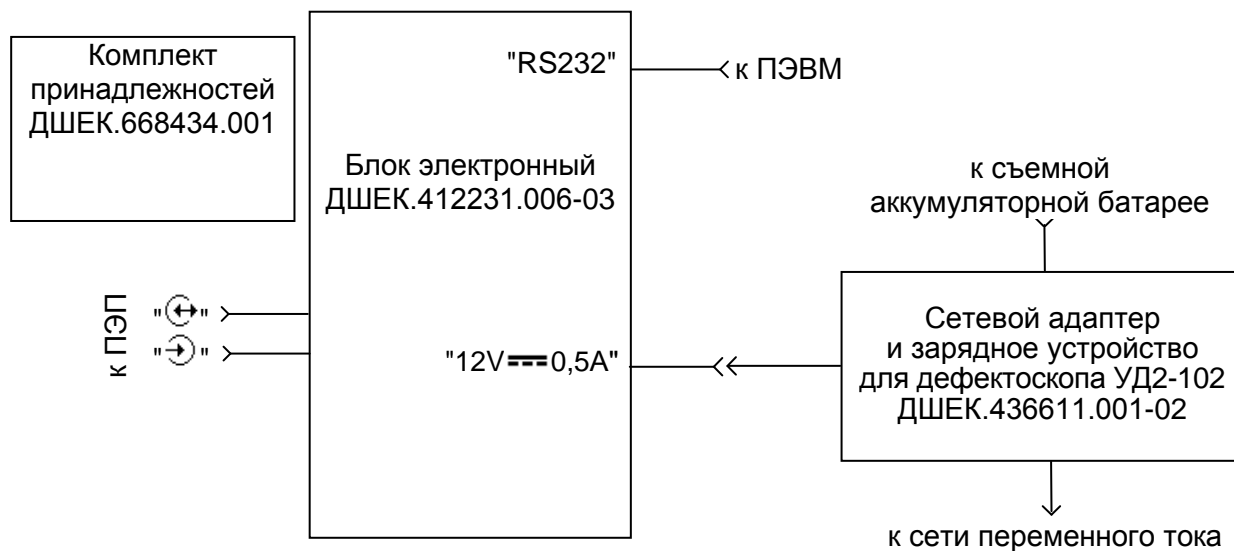 Комплект
принадлежностей
ДШЕК.668434.001
"RS232"
к ПЭВМ
Блок электронный
ДШЕК.412231.006-03
к съемной
аккумуляторной батарее
к ПЭП
"12V 0,5А"
Сетевой адаптер
и зарядное устройство
для дефектоскопа УД2-102
ДШЕК.436611.001-02
к сети переменного тока